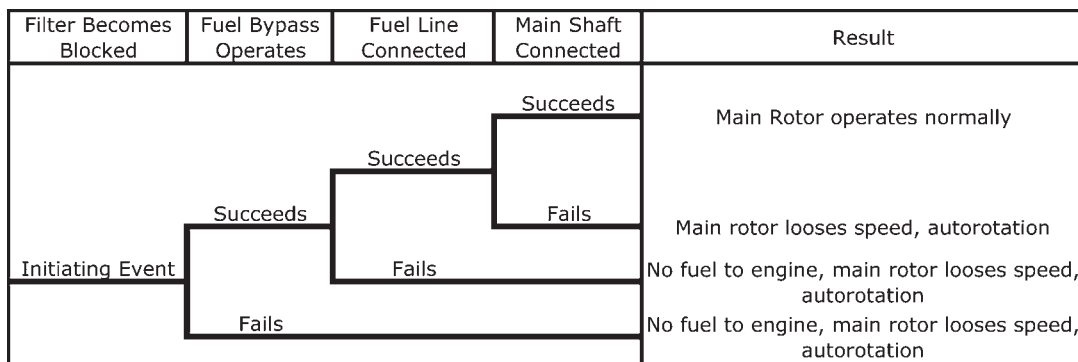 Filter Becomes
Blocked
Fuel Bypass
Operates
Fuel Line
Connected
Main Shaft
Connected
Result
Succeeds
Main Rotor operates normally
Succeeds
Succeeds
Fails
Main rotor looses speed, autorotation
Initiating Event
Fails
No fuel to engine, main rotor looses speed,
autorotation
Fails
No fuel to engine, main rotor looses speed,
autorotation